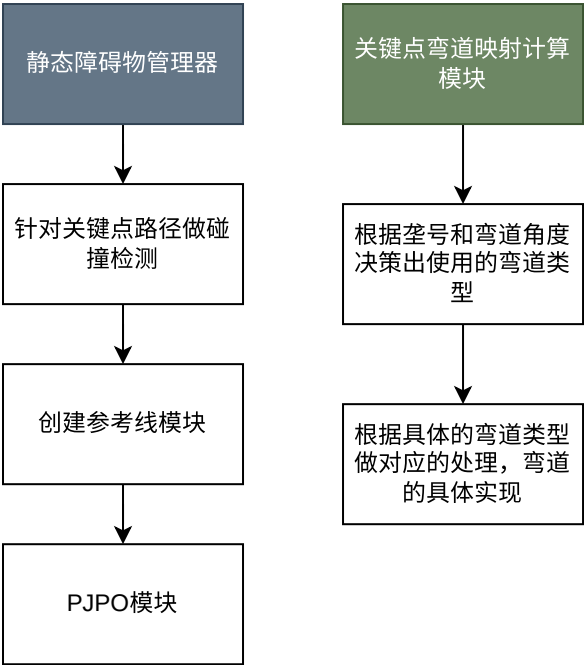 静态障碍物管理器
针对关键点路径做碰
撞检测
创建参考线模块
PJPO模块
关键点弯道映射计算
模块
根据垄号和弯道角度
决策出使用的弯道类
型
根据具体的弯道类型
做对应的处理，弯道
的具体实现